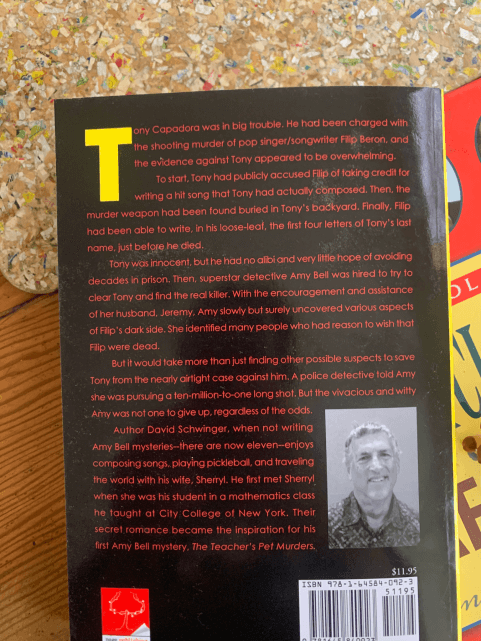 Tony Capadora was in big trouble. He had been charged with
the shooting murder of pop singer/songwriter Filip Beron, and
the evidence against Tony appeared to be overwhelming.
To start, Tony had publicly accused Filip of taking credit for
writing a hit song that Tony had actually composed. Then, the
murder weapon had been found buried in Tony's backyard. Finally, Filip
had been able to write, in his loose-leaf, the first four letters of Tony's last
name, just before he died.
Tony was innocent, but he had no alibi and very little hope of avoiding
decades in prison. Then, superstar detective Amy Bell was hired to try to
clear Tony and find the real killer. With the encouragement and assistance
of her husband, Jeremy, Amy slowly but surely uncovered various aspects
of Filip's dark side. She identified many people who had reason to wish that
Filip were dead.
But it would take more than just finding other possible suspects to save
Tony from the nearly airtight case against him. A police detective told Amy
she was pursuing a ten-million-to-one long shot. But the vivacious and witty
Amy was not one to give up, regardless of the odds.
Author David Schwinger, when not writing
Amy Bell mysteries--there are now eleven--enjoys
composing songs, playing pickleball, and traveling
the world with his wife, Sherryl. He first met Sherryl
when she was his student in a mathematics class
he taught at City College of New York. Their
secret romance became the inspiration for his
first Amy Bell mystery, The Teacher's Pet Murders.
$11.95
ISBN 978-1-64584-092-3
51195